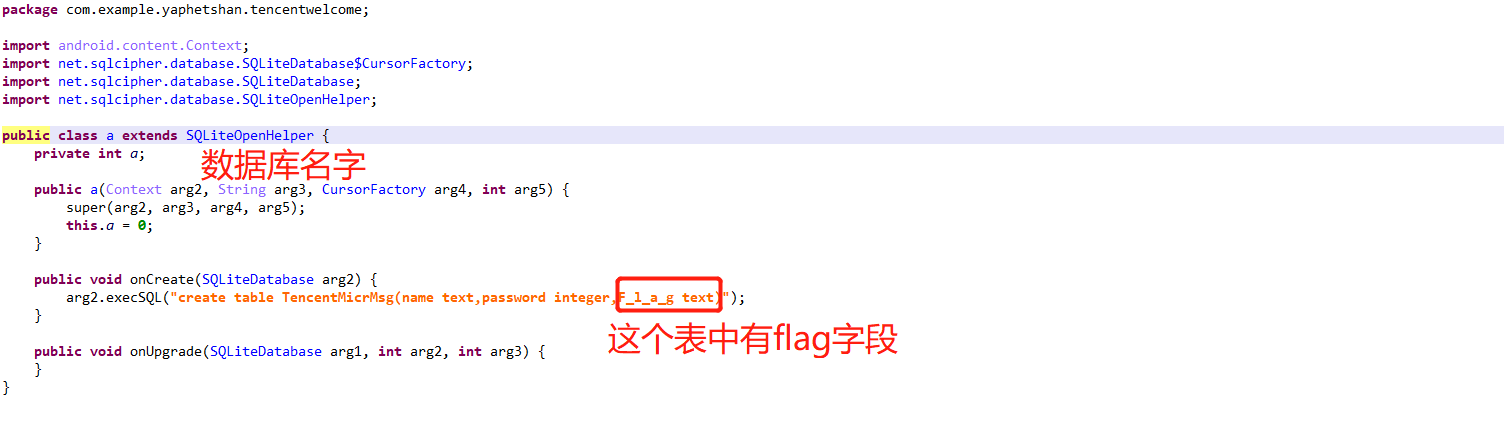 package com.example.yaphetshan.tencentwelcome;
import android.content.Context;
import net.sqlcipher.database.SQLiteDatabase$CursorFactory;
import net.sqlcipher.database.SQLiteDatabase;
import net.sqlcipher.database.SQLiteOpenHelper;
public class a extends SQLiteOpenHelper {
private int a;
数据库名字
public a(Context arg2, String arg3, CursorFactory arg4, int arg5) {
super(arg2, arg3, arg4, arg5);
this.a = 0;
}
public void onCreate(SQLiteDatabase arg2) {
arg2.execSQL("create table TencentMicrMsg(name text,password integer,F_l_a_g text)");
}
这个表中有flag字段
public void onUpgrade(SQLiteDatabase arg1, int arg2, int arg3) {
}
}